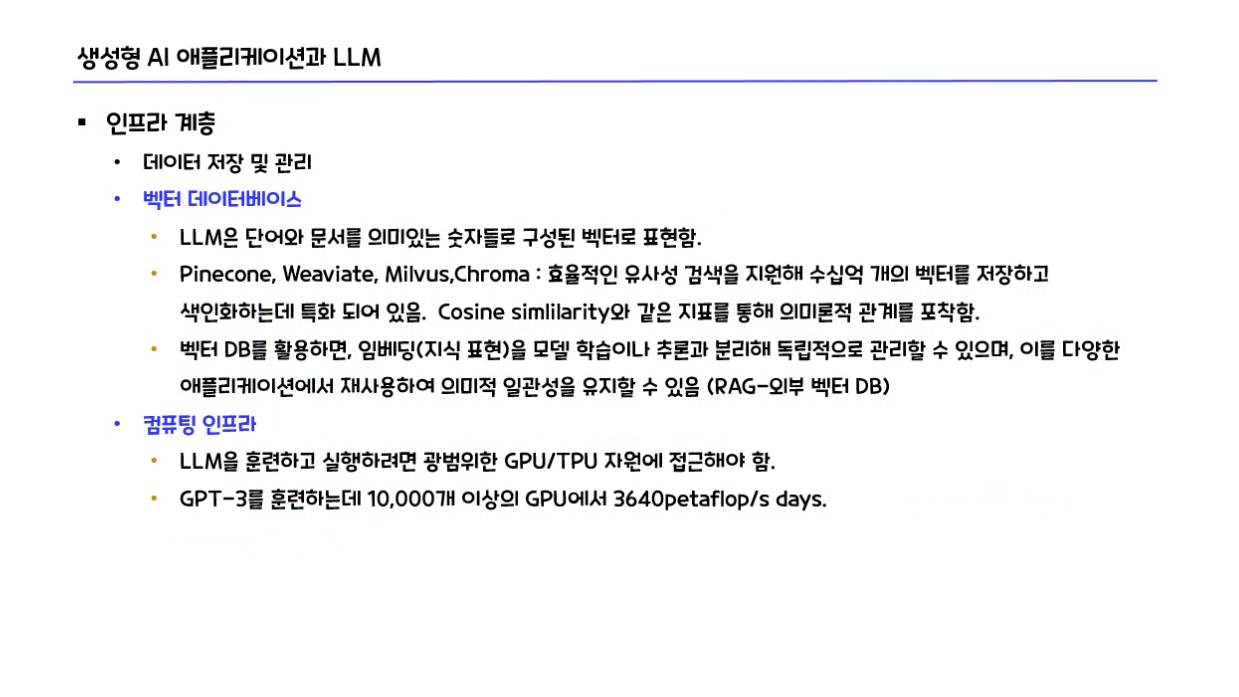 생성형 AI 애플리케이션과 LLM
▪ 인프라 계층
• 데이터 저장 및 관리
• 벡터 데이터베이스
• LLM은 단어와 문서를 의미있는 숫자들로 구성된 벡터로 표현함.
• Pinecone, Weaviate, Milvus,Chroma : 효율적인 유사성 검색을 지원해 수십억 개의 벡터를 저장하고
색인화하는데 특화 되어 있음. Cosine simlilarity와 같은 지표를 통해 의미론적 관계를 포착함.
• 벡터 DB를 활용하면, 임베딩(지식 표현)을 모델 학습이나 추론과 분리해 독립적으로 관리할 수 있으며, 이를 다양한
애플리케이션에서 재사용하여 의미적 일관성을 유지할 수 있음 (RAG-외부 벡터 DB)
• 컴퓨팅 인프라
• LLM을 훈련하고 실행하려면 광범위한 GPU/TPU 자원에 접근해야 함.
• GPT-3를 훈련하는데 10,000개 이상의 GPU에서 3640petaflop/s days.